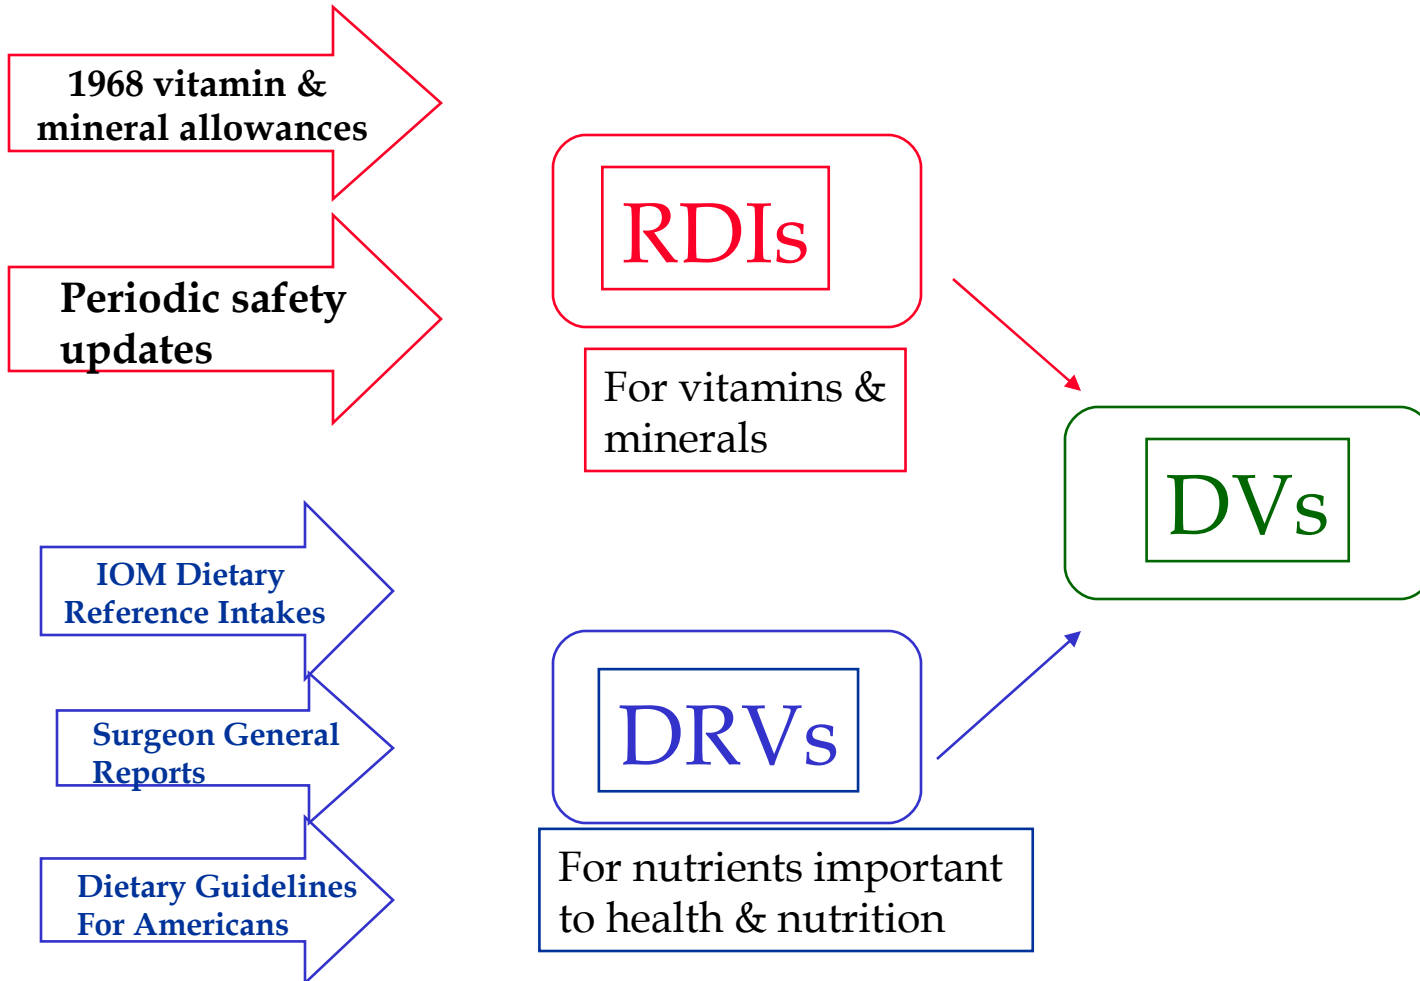 1968 vitamin &
mineral allowances
Periodic safety
updates
RDIs
For vitamins &
minerals
DVs
IOM Dietary
Reference Intakes
Surgeon General
Reports
Dietary Guidelines
For Americans
DRVs
For nutrients important
to health & nutrition